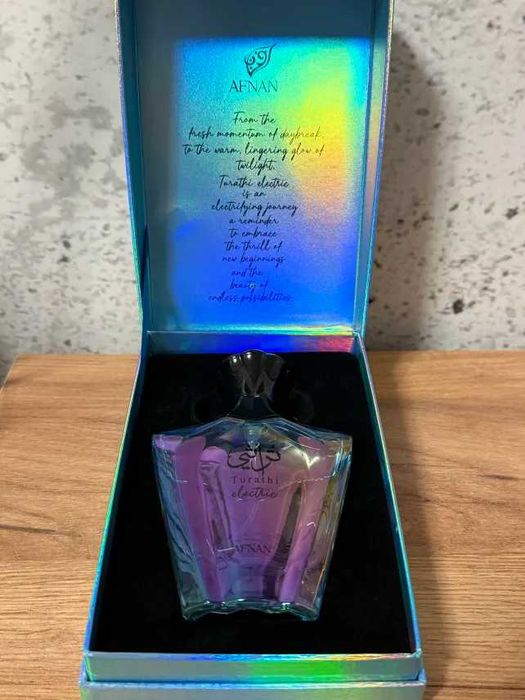 AFNAN
From the
fresh momentum of daybreak,
to the warm, lingering glow of
twilight,
Turathi electric
is an
electrifying journey
a reminder
to embrace
the thrill of
new beginnings
and the
beauty of
endless possibilities.
تراثي
Turathi
electric
AFNAN